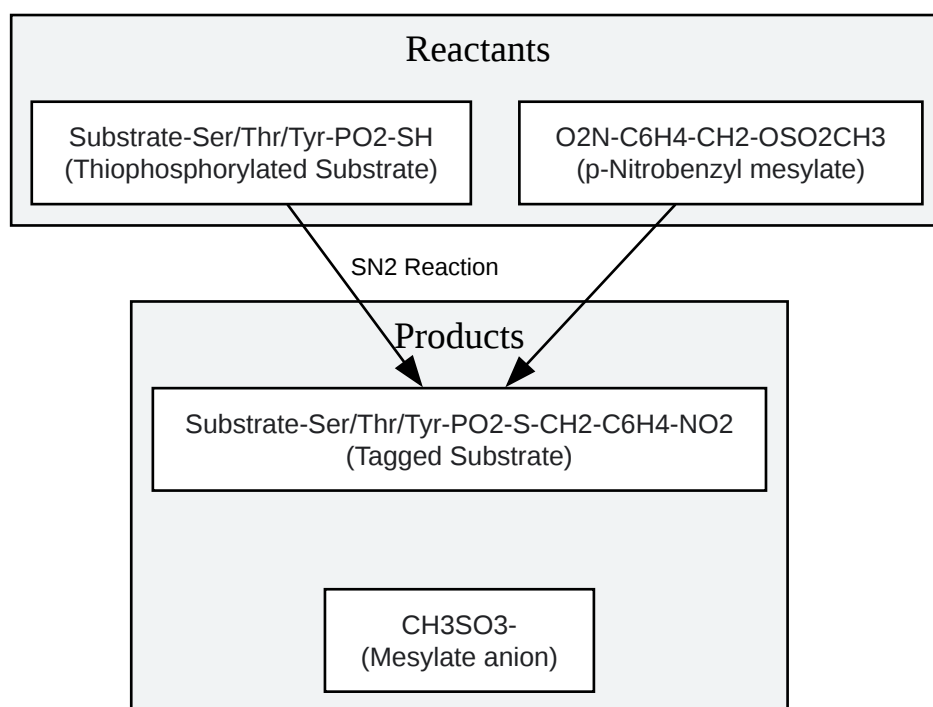 Reactants
Substrate-Ser/Thr/Tyr-PO2-SH
(Thiophosphorylated Substrate)
O2N-C6H4-CH2-OSO2CH3
(p-Nitrobenzyl mesylate)
SN2 Reaction
Products
Substrate-Ser/Thr/Tyr-PO2-S-CH2-C6H4-NO2
(Tagged Substrate)
CH3SO3-
(Mesylate anion)